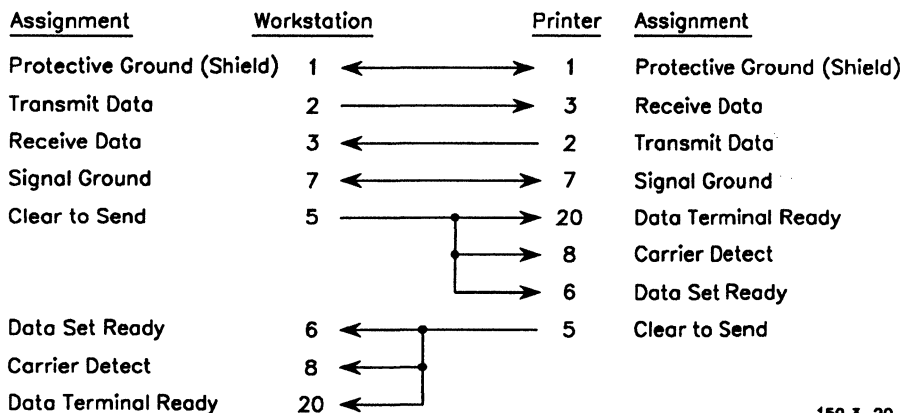 Assignment Workstation Printer Assignment
Protective Ground (Shield) 1 1 Protective Ground (Shield)
Transmit Data 2 3 Receive Data
Receive Data 3 2 Transmit Data
Signal Ground 7 7 Signal Ground
Clear to Send 5 20 Data Terminal Ready
8 Carrier Detect
6 Data Set Ready
Data Set Ready 6 5 Clear to Send
Carrier Detect 8
Data Terminal Ready 20